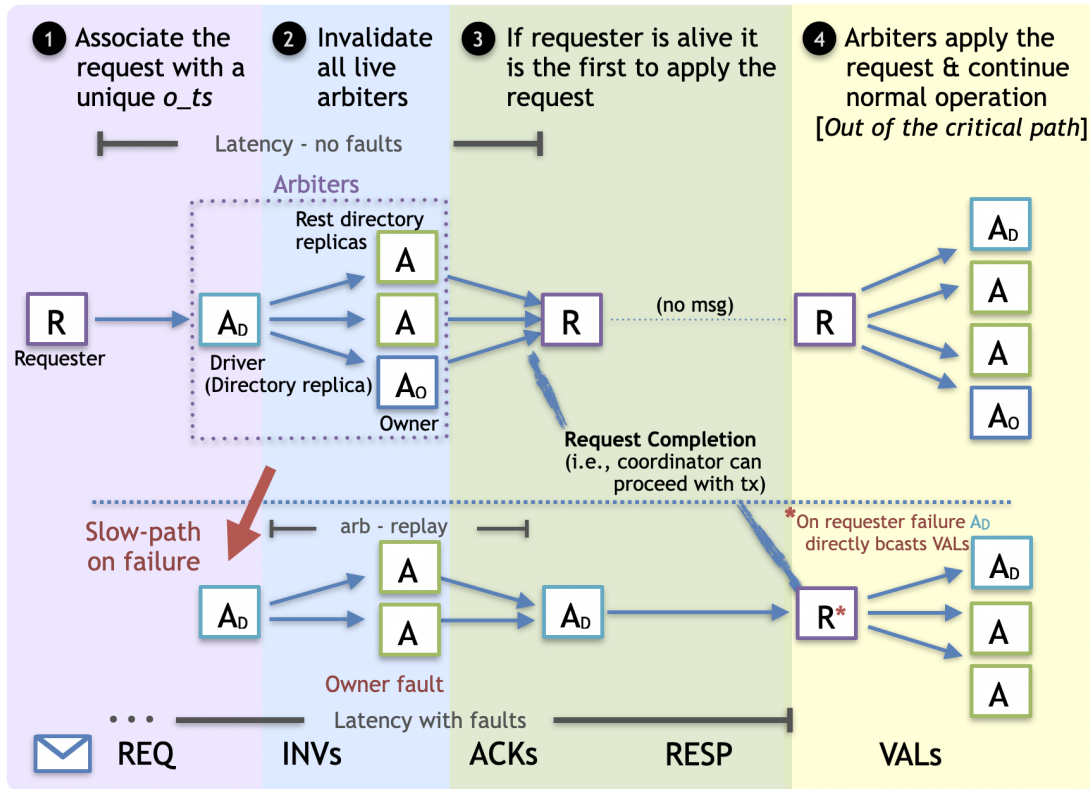 1 Associate the
request with a
unique o_ts
2 Invalidate
all live
arbiters
3 If requester is alive it
is the first to apply the
request
4 Arbiters apply the
request & continue
normal operation
[Out of the critical path]
Latency - no faults
Arbiters
Rest directory
replicas
R
Requester
AD
Driver
(Directory replica)
A
A
AO
Owner
R
(no msg)
R
AD
A
A
AO
Request Completion
(i.e., coordinator can
proceed with tx)
Slow-path
on failure
arb - replay
*On requester failure AD
directly bcasts VALs
AD
A
A
AD
R*
AD
A
A
Owner fault
... Latency with faults
REQ
INVs
ACKs
RESP
VALs